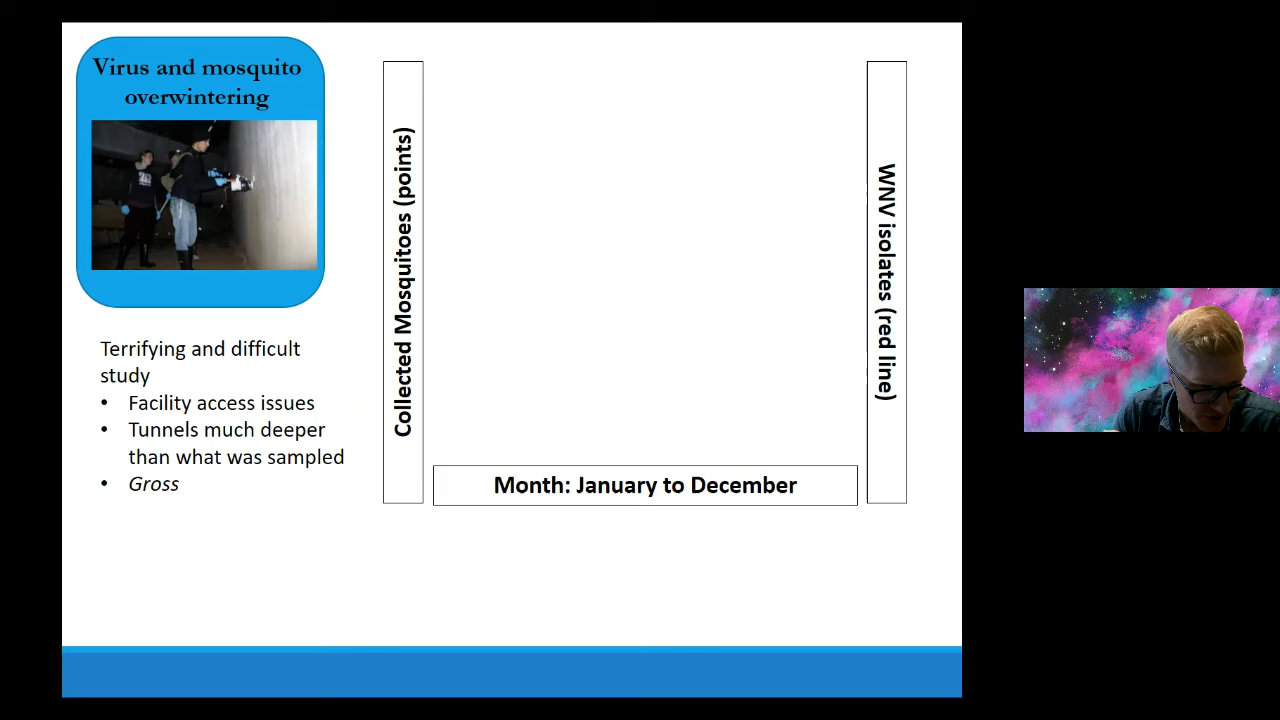 Virus and mosquito
overwintering
Terrifying and difficult
study
• Facility access issues
• Tunnels much deeper
than what was sampled
• Gross
Collected Mosquitoes (points)
Month: January to December
WNV isolates (red line)